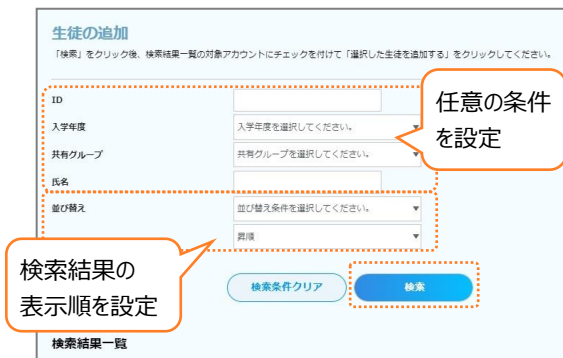 生徒の追加
「検索」をクリック後、検索結果一覧の対象アカウントにチェックを付けて「選択した生徒を追加する」をクリックしてください。
ID
入学年度
入学年度を選択してください。
共有グループ
共有グループを選択してください。
氏名
任意の条件
を設定
並び替え
並び替え条件を選択してください。
昇順
検索結果の
表示順を設定
検索条件クリア
検索
検索結果一覧